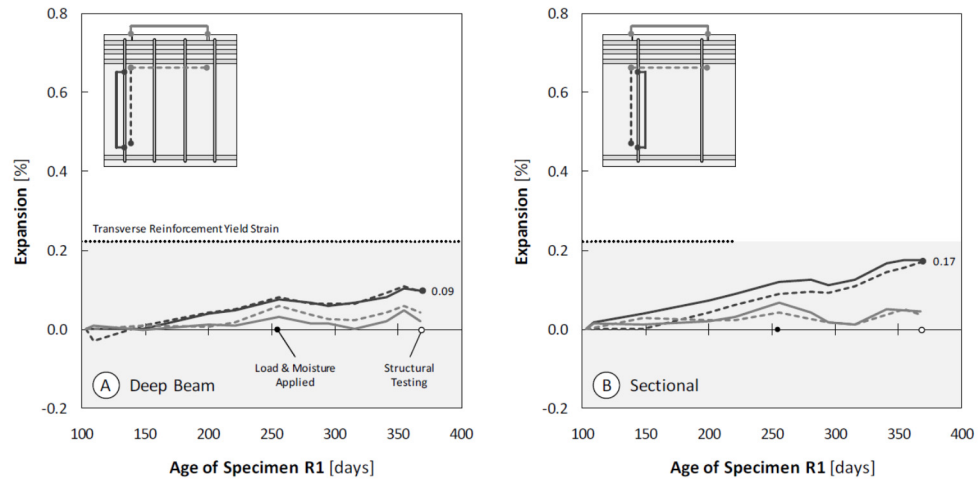 0.8
0.6
0.4
0.2
0.0
-0.2
Expansion [%]
Transverse Reinforcement Yield Strain
0.09
Load & Moisture
Applied
Structural
Testing
A Deep Beam
100 150 200 250 300 350 400
Age of Specimen R1 [days]
0.8
0.6
0.4
0.2
0.0
-0.2
Expansion [%]
0.17
B Sectional
100 150 200 250 300 350 400
Age of Specimen R1 [days]